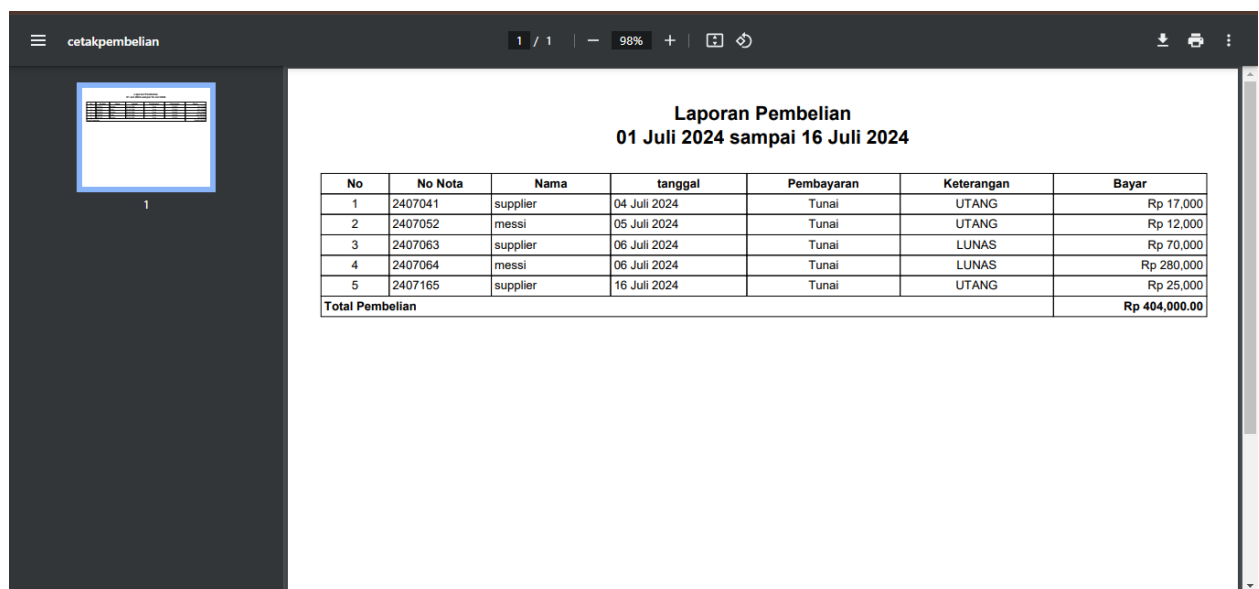 cetakpembelian
1 / 1
98%
1
Laporan Pembelian
01 Juli 2024 sampai 16 Juli 2024
No No Nota Nama tanggal Pembayaran Keterangan Bayar
1 2407041 supplier 04 Juli 2024 Tunai UTANG Rp 17,000
2 2407052 messi 05 Juli 2024 Tunai UTANG Rp 12,000
3 2407063 supplier 06 Juli 2024 Tunai LUNAS Rp 70,000
4 2407064 messi 06 Juli 2024 Tunai LUNAS Rp 280,000
5 2407165 supplier 16 Juli 2024 Tunai UTANG Rp 25,000
Total Pembelian Rp 404,000.00